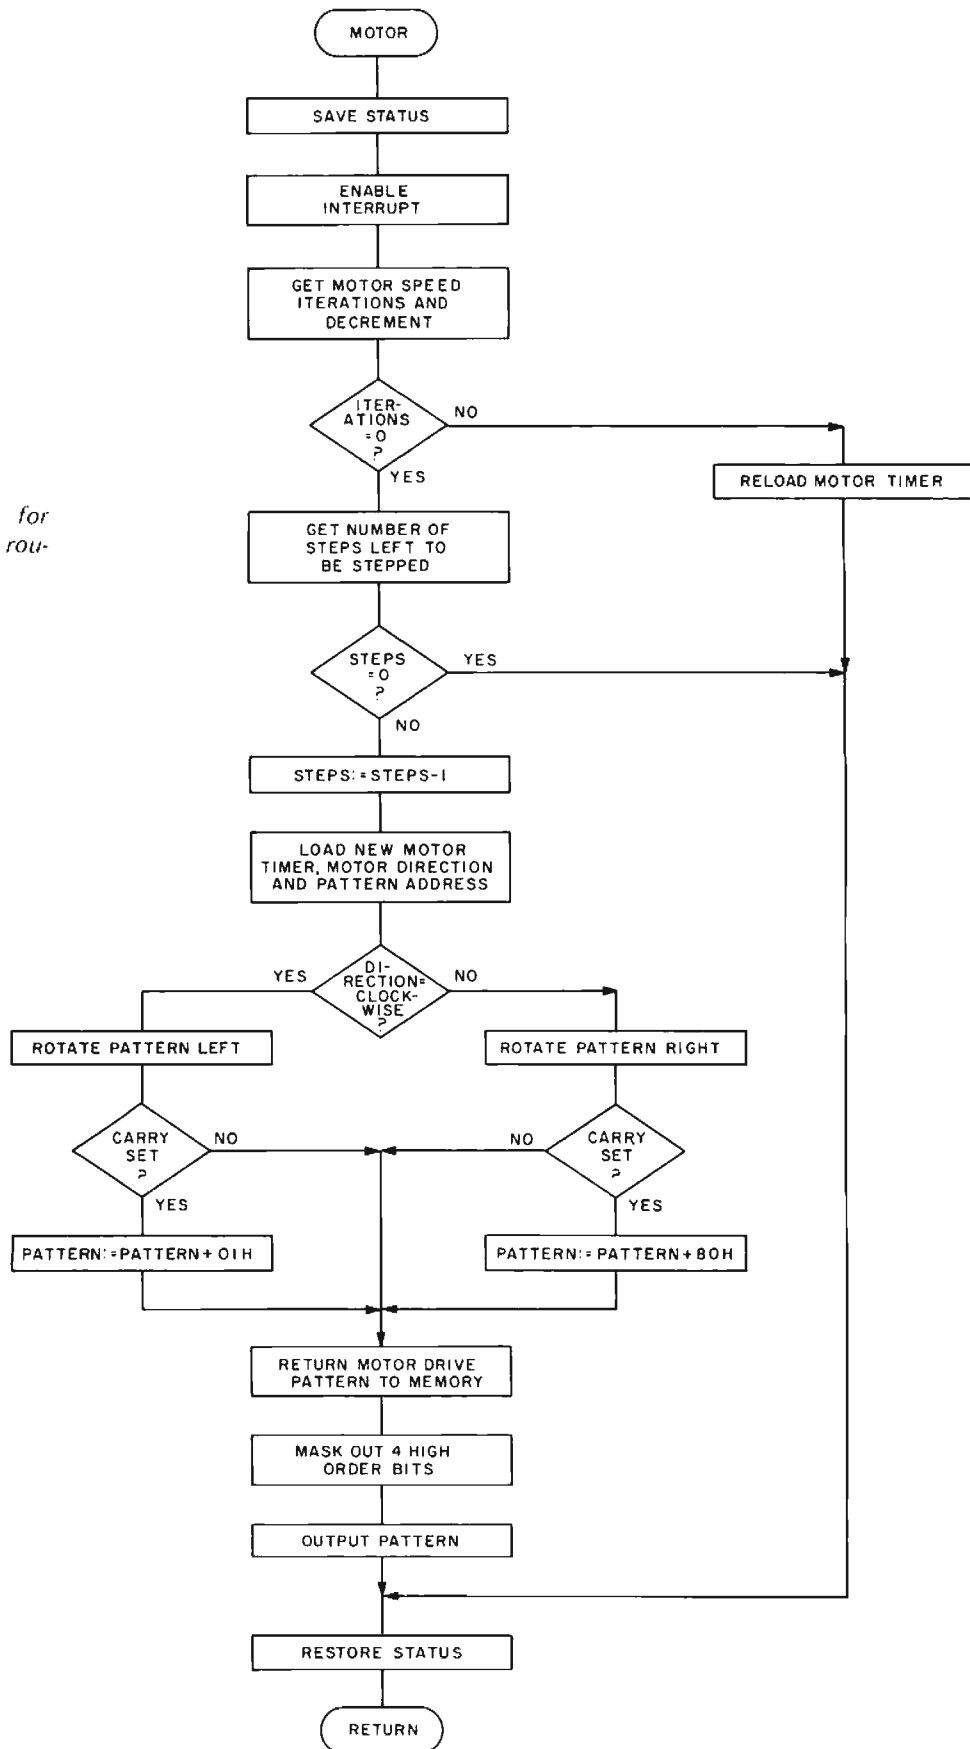 MOTOR
SAVE STATUS
ENABLE
INTERRUPT
GET MOTOR SPEED
ITERATIONS AND
DECREMENT
ITER-
ATIONS
=0
?
NO
YES
RELOAD MOTOR TIMER
for
rou-
GET NUMBER OF
STEPS LEFT TO
BE STEPPED
STEPS
=0
?
YES
NO
STEPS:=STEPS-1
LOAD NEW MOTOR
TIMER, MOTOR DIRECTION
AND PATTERN ADDRESS
DI-
RECTION=
CLOCK-
WISE
?
YES
NO
ROTATE PATTERN LEFT
ROTATE PATTERN RIGHT
CARRY
SET
?
NO
YES
CARRY
SET
?
NO
YES
PATTERN:=PATTERN+01H
PATTERN:=PATTERN+80H
RETURN MOTOR DRIVE
PATTERN TO MEMORY
MASK OUT 4 HIGH
ORDER BITS
OUTPUT PATTERN
RESTORE STATUS
RETURN